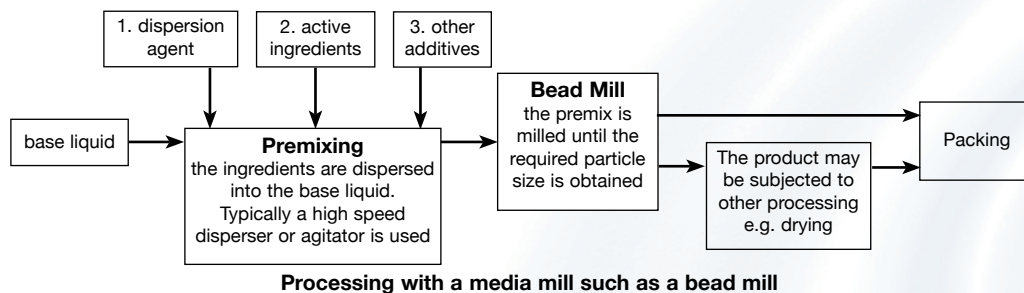 1. dispersion
agent
2. active
ingredients
3. other
additives
base liquid
Premixing
the ingredients are dispersed
into the base liquid.
Typically a high speed
disperser or agitator is used
Bead Mill
the premix is
milled until the
required particle
size is obtained
The product may
be subjected to
other processing
e.g. drying
Packing
Processing with a media mill such as a bead mill